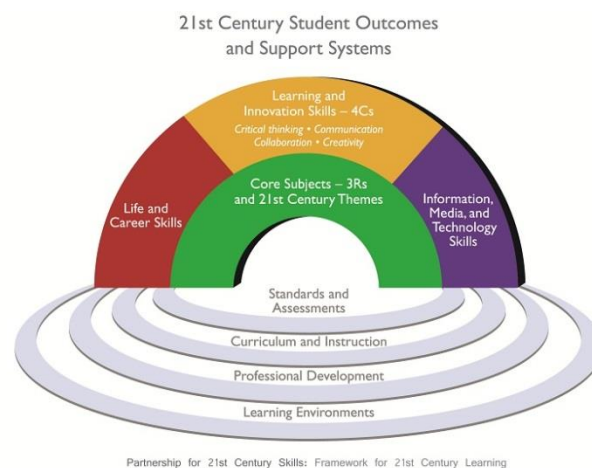 21st Century Student Outcomes
and Support Systems
Learning and
Innovation Skills – 4Cs
Critical thinking • Communication
Collaboration • Creativity
Core Subjects – 3Rs
and 21st Century Themes
Life and
Career Skills
Information,
Media, and
Technology
Skills
Standards and
Assessments
Curriculum and Instruction
Professional Development
Learning Environments
Partnership for 21st Century Skills: Framework for 21st Century Learning